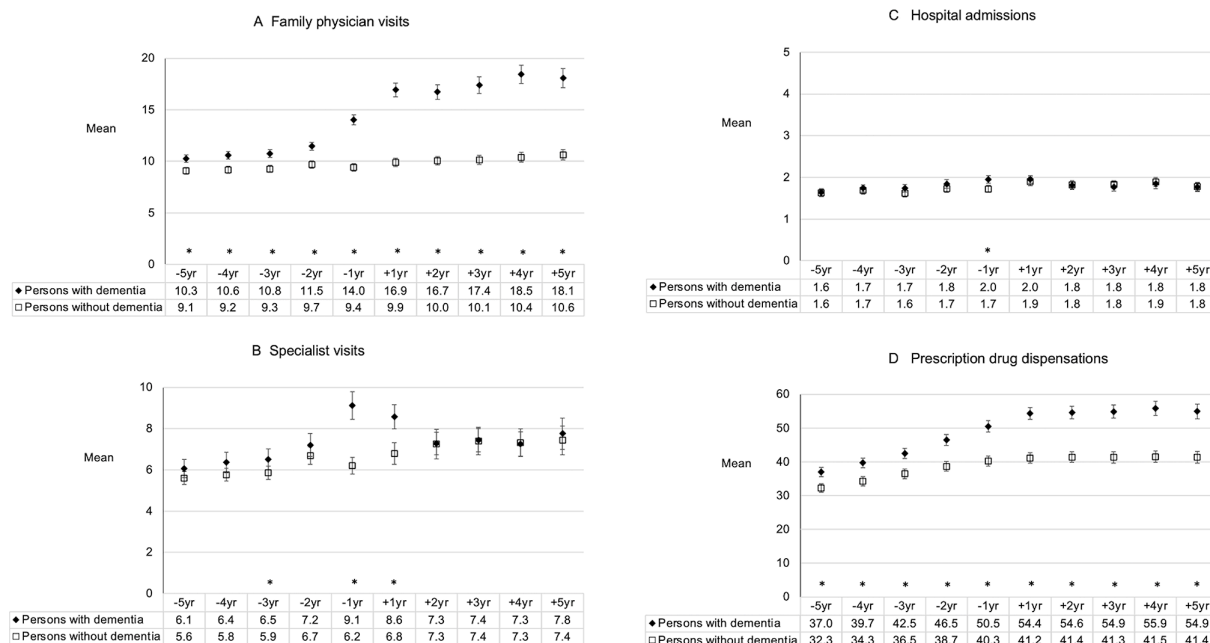 A Family physician visits
Mean
20
15
10
5
0
* * * * * * * * * *
-5yr -4yr -3yr -2yr -1yr +1yr +2yr +3yr +4yr +5yr
Persons with dementia 10.3 10.6 10.8 11.5 14.0 16.9 16.7 17.4 18.5 18.1
Persons without dementia 9.1 9.2 9.3 9.7 9.4 9.9 10.0 10.1 10.4 10.6
B Specialist visits
Mean
10
8
6
4
2
0
* * *
-5yr -4yr -3yr -2yr -1yr +1yr +2yr +3yr +4yr +5yr
Persons with dementia 6.1 6.4 6.5 7.2 9.1 8.6 7.3 7.4 7.3 7.8
Persons without dementia 5.6 5.8 5.9 6.7 6.2 6.8 7.3 7.4 7.3 7.4
C Hospital admissions
Mean
5
4
3
2
1
0
*
-5yr -4yr -3yr -2yr -1yr +1yr +2yr +3yr +4yr +5yr
Persons with dementia 1.6 1.7 1.7 1.8 2.0 2.0 1.8 1.8 1.8 1.8
Persons without dementia 1.6 1.7 1.6 1.7 1.7 1.9 1.8 1.8 1.9 1.8
D Prescription drug dispensations
Mean
60
50
40
30
20
10
0
* * * * * * * * * *
-5yr -4yr -3yr -2yr -1yr +1yr +2yr +3yr +4yr +5yr
Persons with dementia 37.0 39.7 42.5 46.5 50.5 54.4 54.6 54.9 55.9 54.9
Persons without dementia 32.3 34.3 36.5 38.7 40.3 41.2 41.4 41.3 41.5 41.4